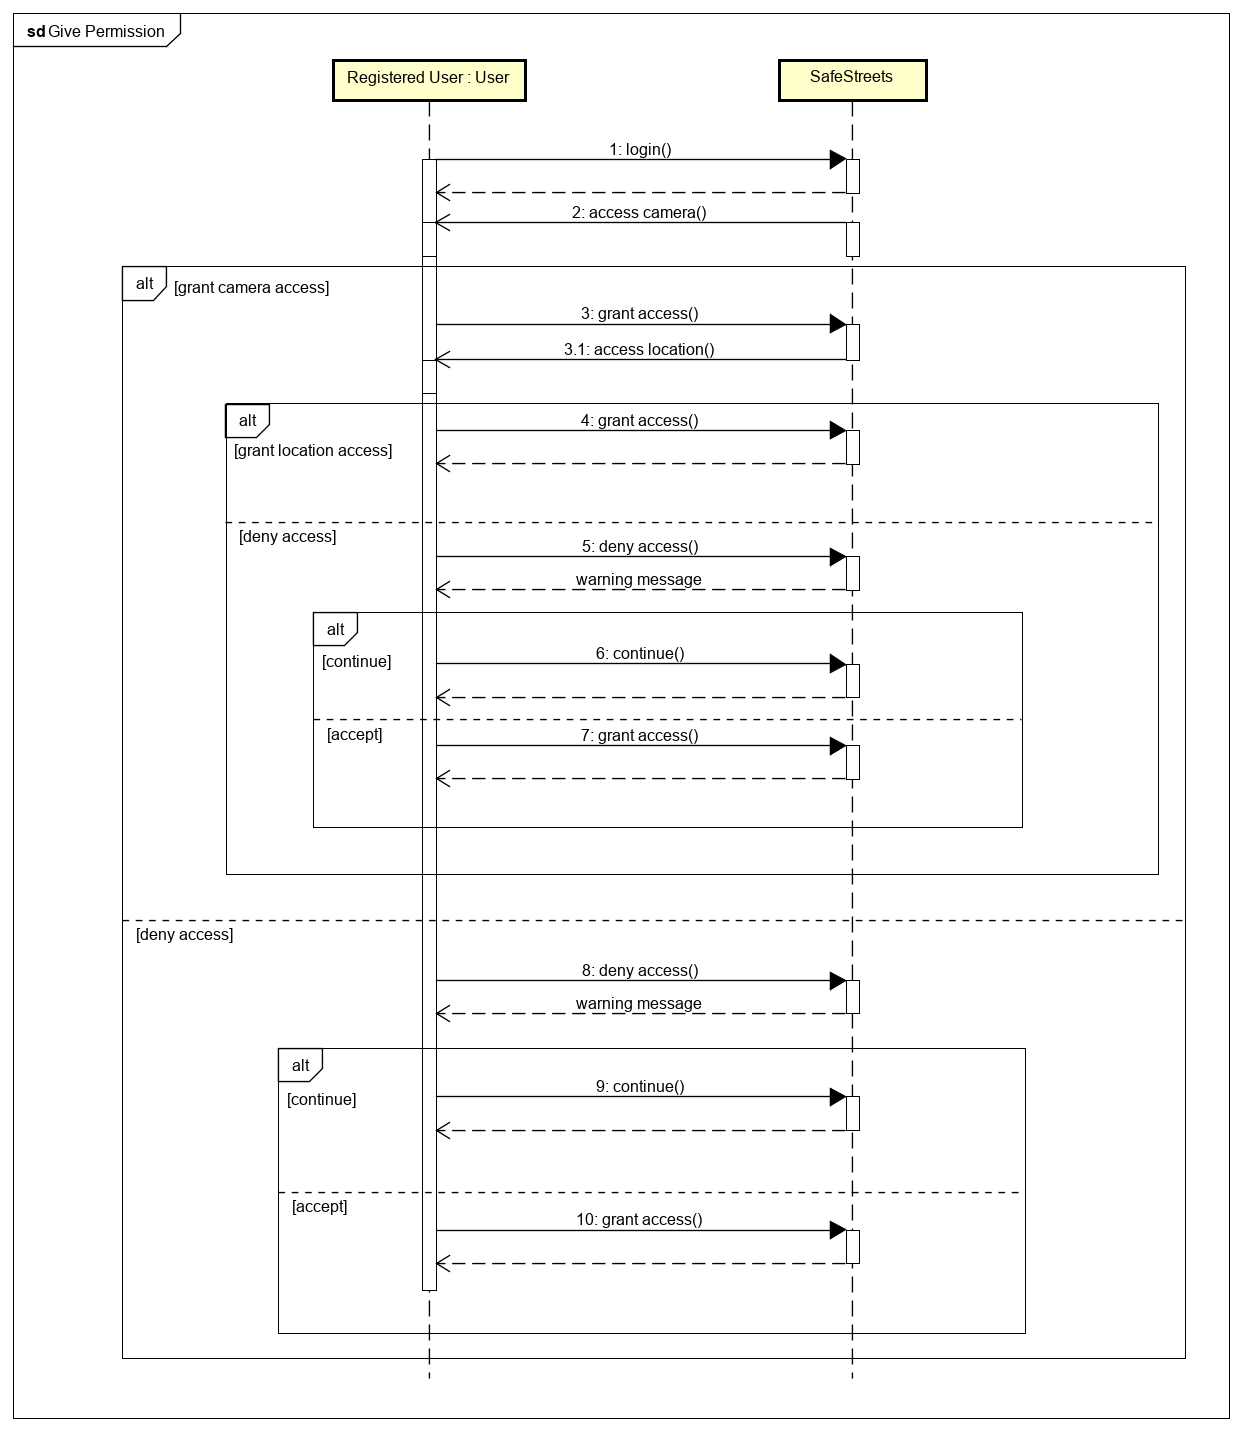 sd Give Permission
Registered User : User
SafeStreets
1: login()
2: access camera()
alt
[grant camera access]
3: grant access()
3.1: access location()
alt
4: grant access()
[grant location access]
[deny access]
5: deny access()
warning message
alt
6: continue()
[continue]
[accept]
7: grant access()
[deny access]
8: deny access()
warning message
alt
9: continue()
[continue]
[accept]
10: grant access()